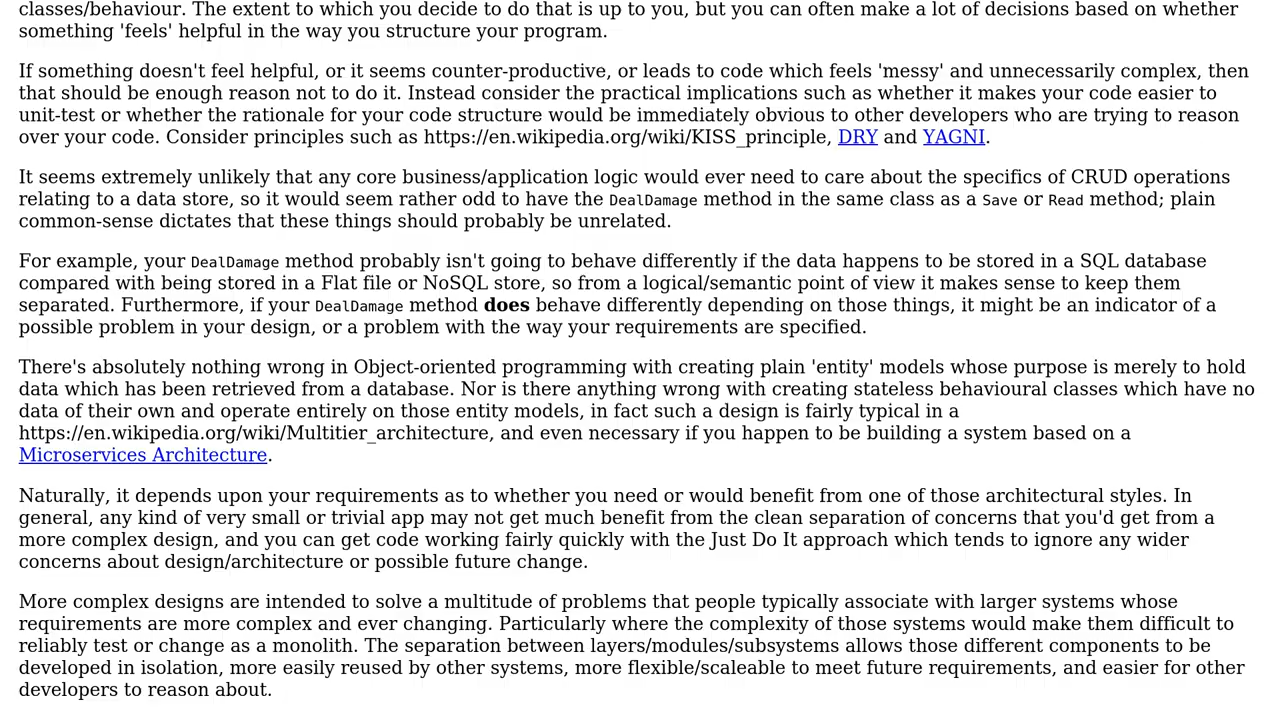 classes/behaviour. The extent to which you decide to do that is up to you, but you can often make a lot of decisions based on whether
something 'feels' helpful in the way you structure your program.
If something doesn't feel helpful, or it seems counter-productive, or leads to code which feels 'messy' and unnecessarily complex, then
that should be enough reason not to do it. Instead consider the practical implications such as whether it makes your code easier to
unit-test or whether the rationale for your code structure would be immediately obvious to other developers who are trying to reason
over your code. Consider principles such as https://en.wikipedia.org/wiki/KISS_principle, DRY and YAGNI.
It seems extremely unlikely that any core business/application logic would ever need to care about the specifics of CRUD operations
relating to a data store, so it would seem rather odd to have the DealDamage method in the same class as a Save or Read method; plain
common-sense dictates that these things should probably be unrelated.
For example, your DealDamage method probably isn't going to behave differently if the data happens to be stored in a SQL database
compared with being stored in a Flat file or NoSQL store, so from a logical/semantic point of view it makes sense to keep them
separated. Furthermore, if your DealDamage method does behave differently depending on those things, it might be an indicator of a
possible problem in your design, or a problem with the way your requirements are specified.
There's absolutely nothing wrong in Object-oriented programming with creating plain 'entity' models whose purpose is merely to hold
data which has been retrieved from a database. Nor is there anything wrong with creating stateless behavioural classes which have no
data of their own and operate entirely on those entity models, in fact such a design is fairly typical in a
https://en.wikipedia.org/wiki/Multitier_architecture, and even necessary if you happen to be building a system based on a
Microservices Architecture.
Naturally, it depends upon your requirements as to whether you need or would benefit from one of those architectural styles. In
general, any kind of very small or trivial app may not get much benefit from the clean separation of concerns that you'd get from a
more complex design, and you can get code working fairly quickly with the Just Do It approach which tends to ignore any wider
concerns about design/architecture or possible future change.
More complex designs are intended to solve a multitude of problems that people typically associate with larger systems whose
requirements are more complex and ever changing. Particularly where the complexity of those systems would make them difficult to
reliably test or change as a monolith. The separation between layers/modules/subsystems allows those different components to be
developed in isolation, more easily reused by other systems, more flexible/scaleable to meet future requirements, and easier for other
developers to reason about.